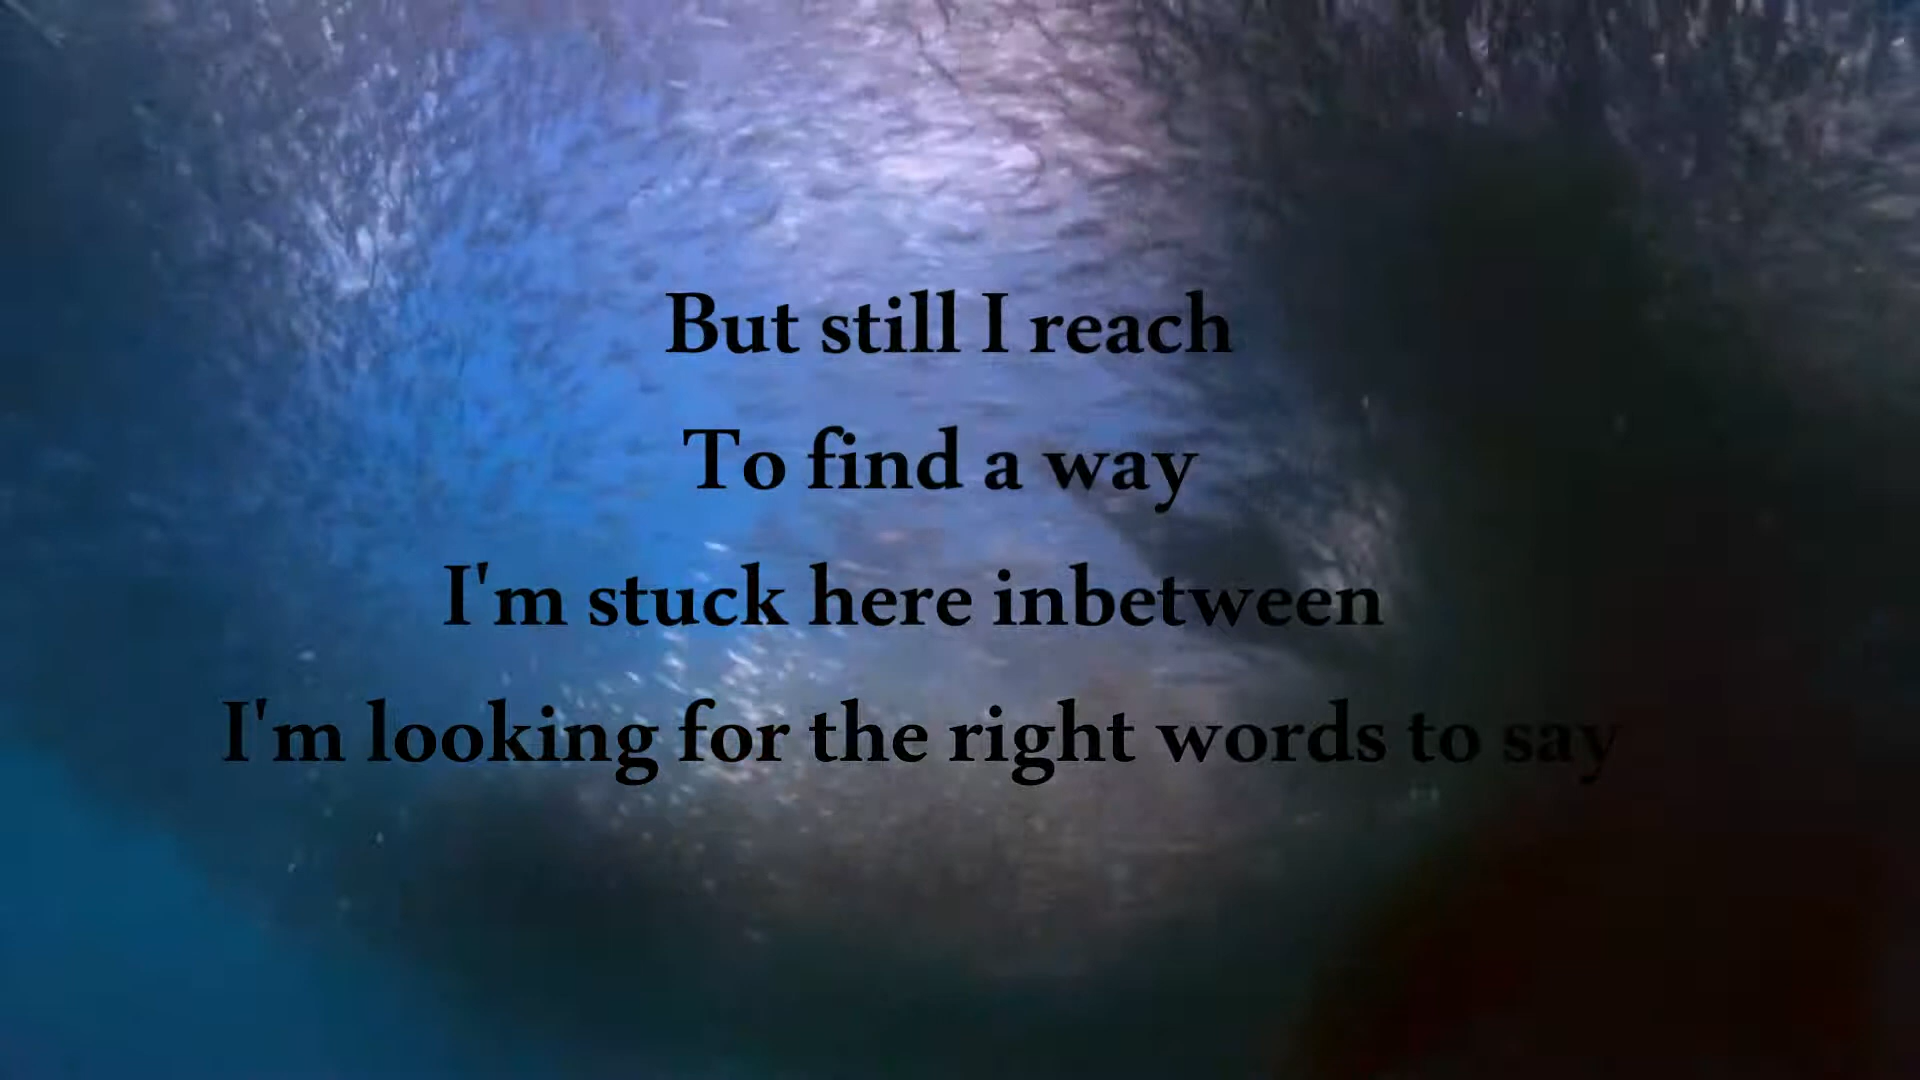 But still I reach
To find a way
I'm stuck here inbetween
I'm looking for the right words to say